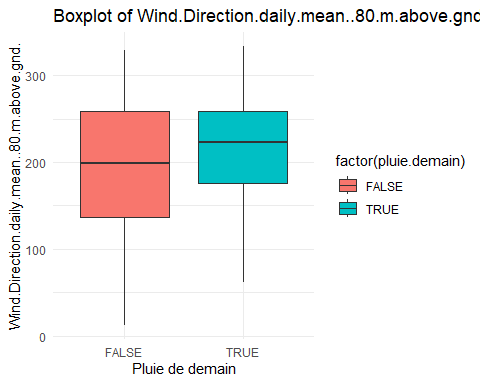 Boxplot of Wind.Direction.daily.mean..80.m.above.gnd
Wind.Direction.daily.mean..80.m.above.gnd.
300
200
100
0
FALSE TRUE
Pluie de demain
factor(pluie.demain)
FALSE
TRUE